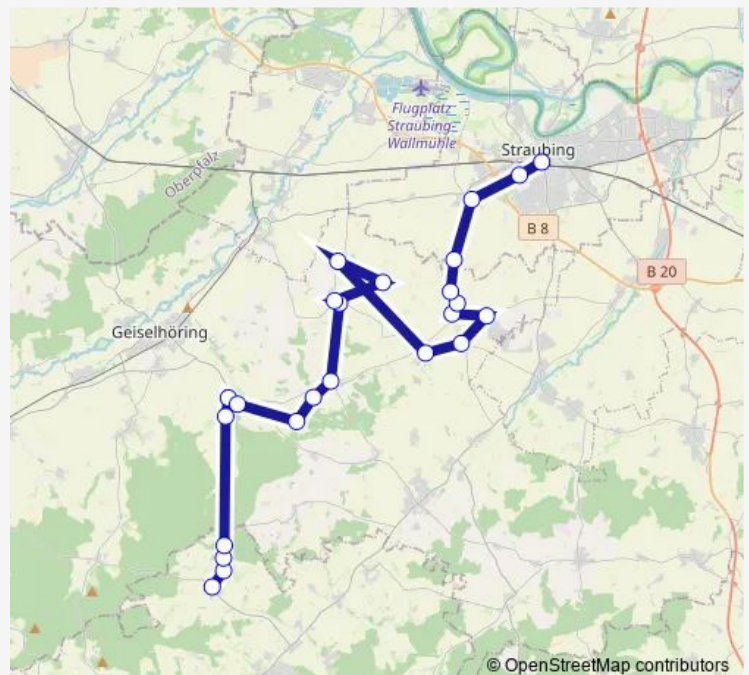 Flugplatz
Straubing-
Wallmühle
Straubing
Oberpfalz
B 8
B 20
Geiselhöring
© OpenStreetMap contributors